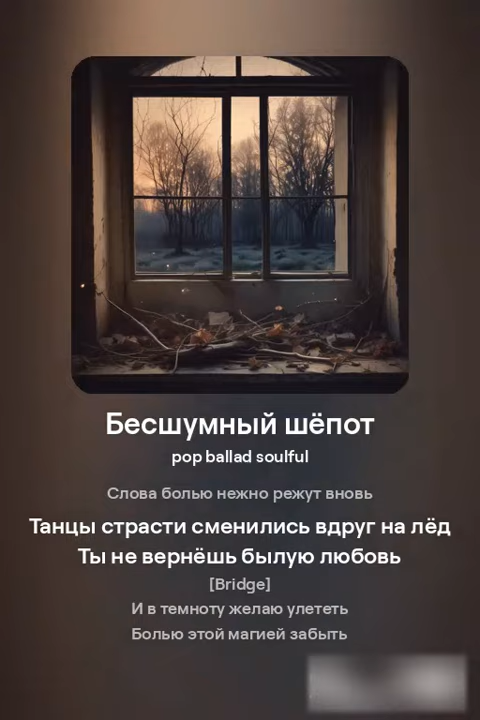 Бесшумный шёпот
pop ballad soulful
Слова болью нежно режут вновь
Танцы страсти сменились вдруг на лёд
Ты не вернёшь былую любовь
[Bridge]
И в темноту желаю улететь
Болью этой магией забыть